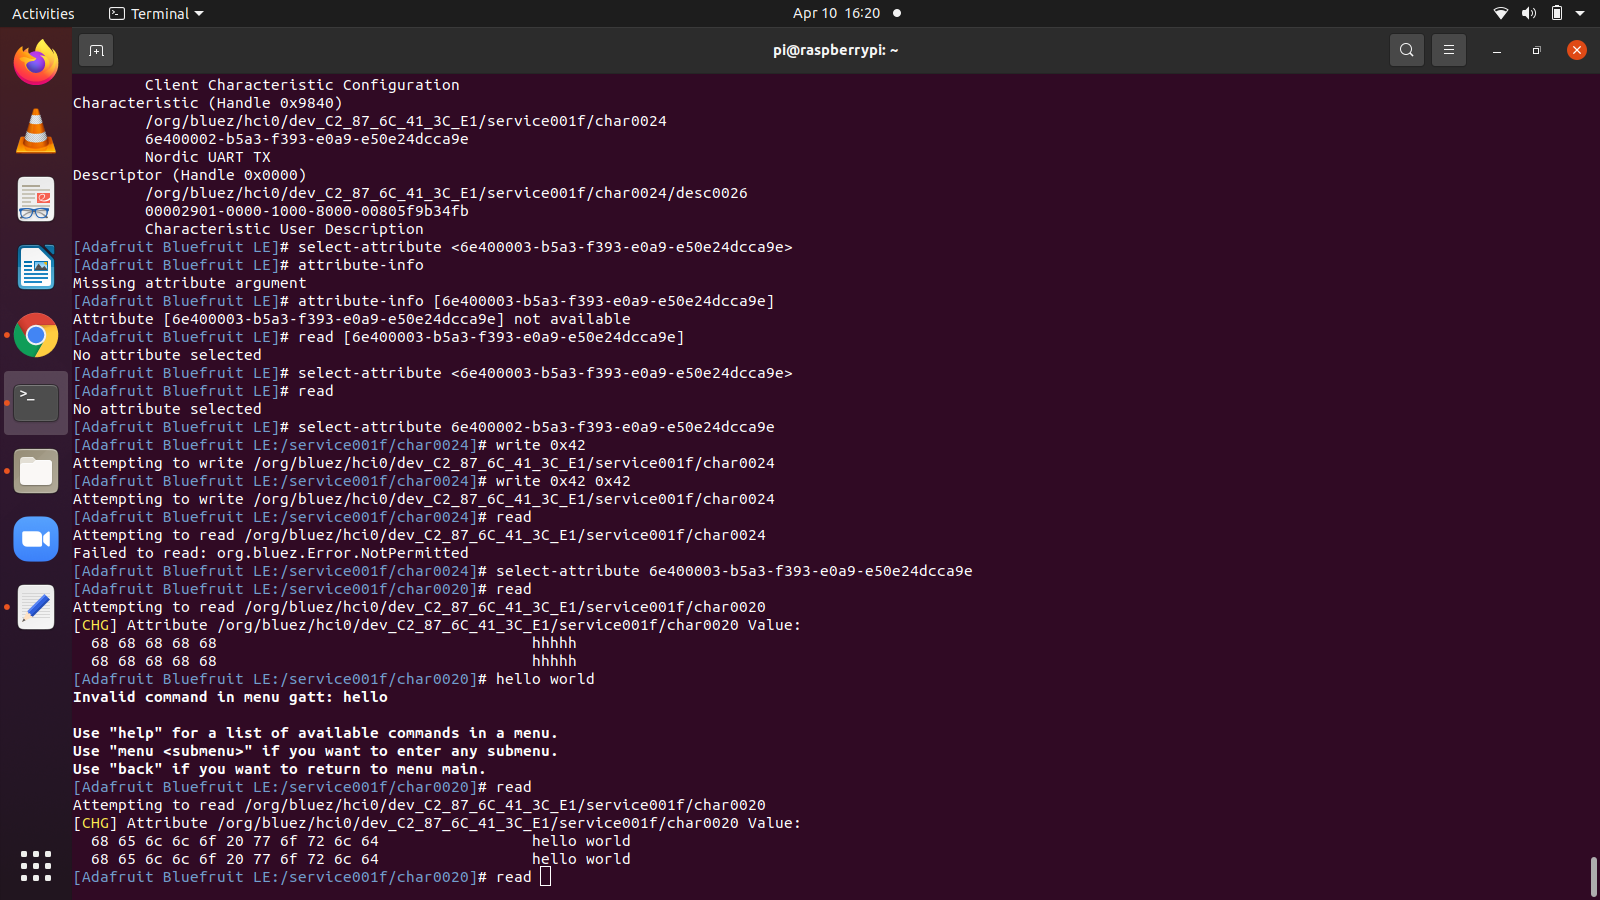 Activities
Terminal
Apr 10 16:20
pi@raspberrypi: ~
Client Characteristic Configuration
Characteristic (Handle 0x9840)
/org/bluez/hci0/dev_C2_87_6C_41_3C_E1/service001f/char0024
6e400002-b5a3-f393-e0a9-e50e24dcca9e
Nordic UART TX
Descriptor (Handle 0x0000)
/org/bluez/hci0/dev_C2_87_6C_41_3C_E1/service001f/char0024/desc0026
00002901-0000-1000-8000-00805f9b34fb
Characteristic User Description
[Adafruit Bluefruit LE]# select-attribute <6e400003-b5a3-f393-e0a9-e50e24dcca9e>
[Adafruit Bluefruit LE]# attribute-info
Missing attribute argument
[Adafruit Bluefruit LE]# attribute-info [6e400003-b5a3-f393-e0a9-e50e24dcca9e]
Attribute [6e400003-b5a3-f393-e0a9-e50e24dcca9e] not available
[Adafruit Bluefruit LE]# read [6e400003-b5a3-f393-e0a9-e50e24dcca9e]
No attribute selected
[Adafruit Bluefruit LE]# select-attribute <6e400003-b5a3-f393-e0a9-e50e24dcca9e>
[Adafruit Bluefruit LE]# read
No attribute selected
[Adafruit Bluefruit LE]# select-attribute 6e400002-b5a3-f393-e0a9-e50e24dcca9e
[Adafruit Bluefruit LE:/service001f/char0024]# write 0x42
Attempting to write /org/bluez/hci0/dev_C2_87_6C_41_3C_E1/service001f/char0024
[Adafruit Bluefruit LE:/service001f/char0024]# write 0x42 0x42
Attempting to write /org/bluez/hci0/dev_C2_87_6C_41_3C_E1/service001f/char0024
[Adafruit Bluefruit LE:/service001f/char0024]# read
Attempting to read /org/bluez/hci0/dev_C2_87_6C_41_3C_E1/service001f/char0024
Failed to read: org.bluez.Error.NotPermitted
[Adafruit Bluefruit LE:/service001f/char0024]# select-attribute 6e400003-b5a3-f393-e0a9-e50e24dcca9e
[Adafruit Bluefruit LE:/service001f/char0020]# read
Attempting to read /org/bluez/hci0/dev_C2_87_6C_41_3C_E1/service001f/char0020
[CHG] Attribute /org/bluez/hci0/dev_C2_87_6C_41_3C_E1/service001f/char0020 Value:
68 68 68 68 68 hhhhh
68 68 68 68 68 hhhhh
[Adafruit Bluefruit LE:/service001f/char0020]# hello world
Invalid command in menu gatt: hello
Use "help" for a list of available commands in a menu.
Use "menu <submenu>" if you want to enter any submenu.
Use "back" if you want to return to menu main.
[Adafruit Bluefruit LE:/service001f/char0020]# read
Attempting to read /org/bluez/hci0/dev_C2_87_6C_41_3C_E1/service001f/char0020
[CHG] Attribute /org/bluez/hci0/dev_C2_87_6C_41_3C_E1/service001f/char0020 Value:
68 65 6c 6c 6f 20 77 6f 72 6c 64 hello world
68 65 6c 6c 6f 20 77 6f 72 6c 64 hello world
[Adafruit Bluefruit LE:/service001f/char0020]# read